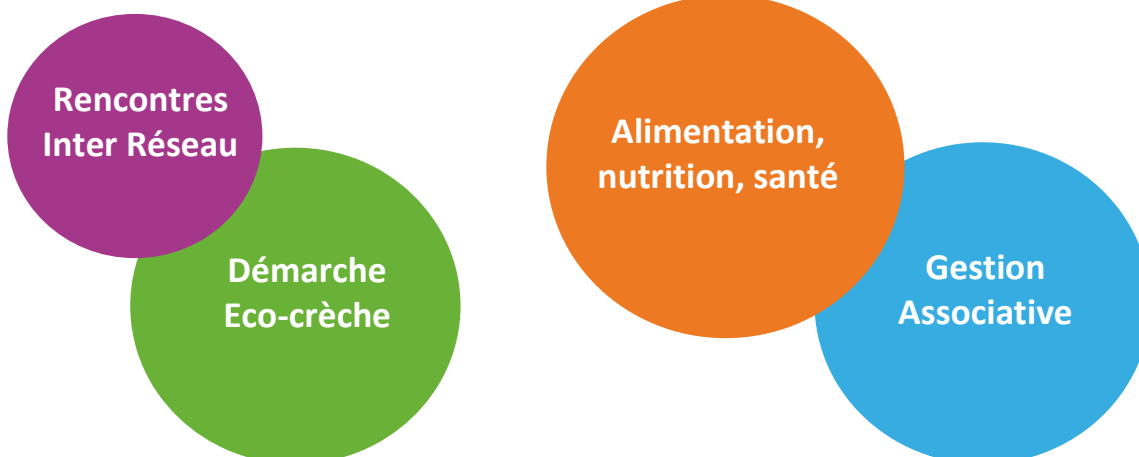 Rencontres
Inter Réseau
Démarche
Eco-crèche
Alimentation,
nutrition, santé
Gestion
Associative